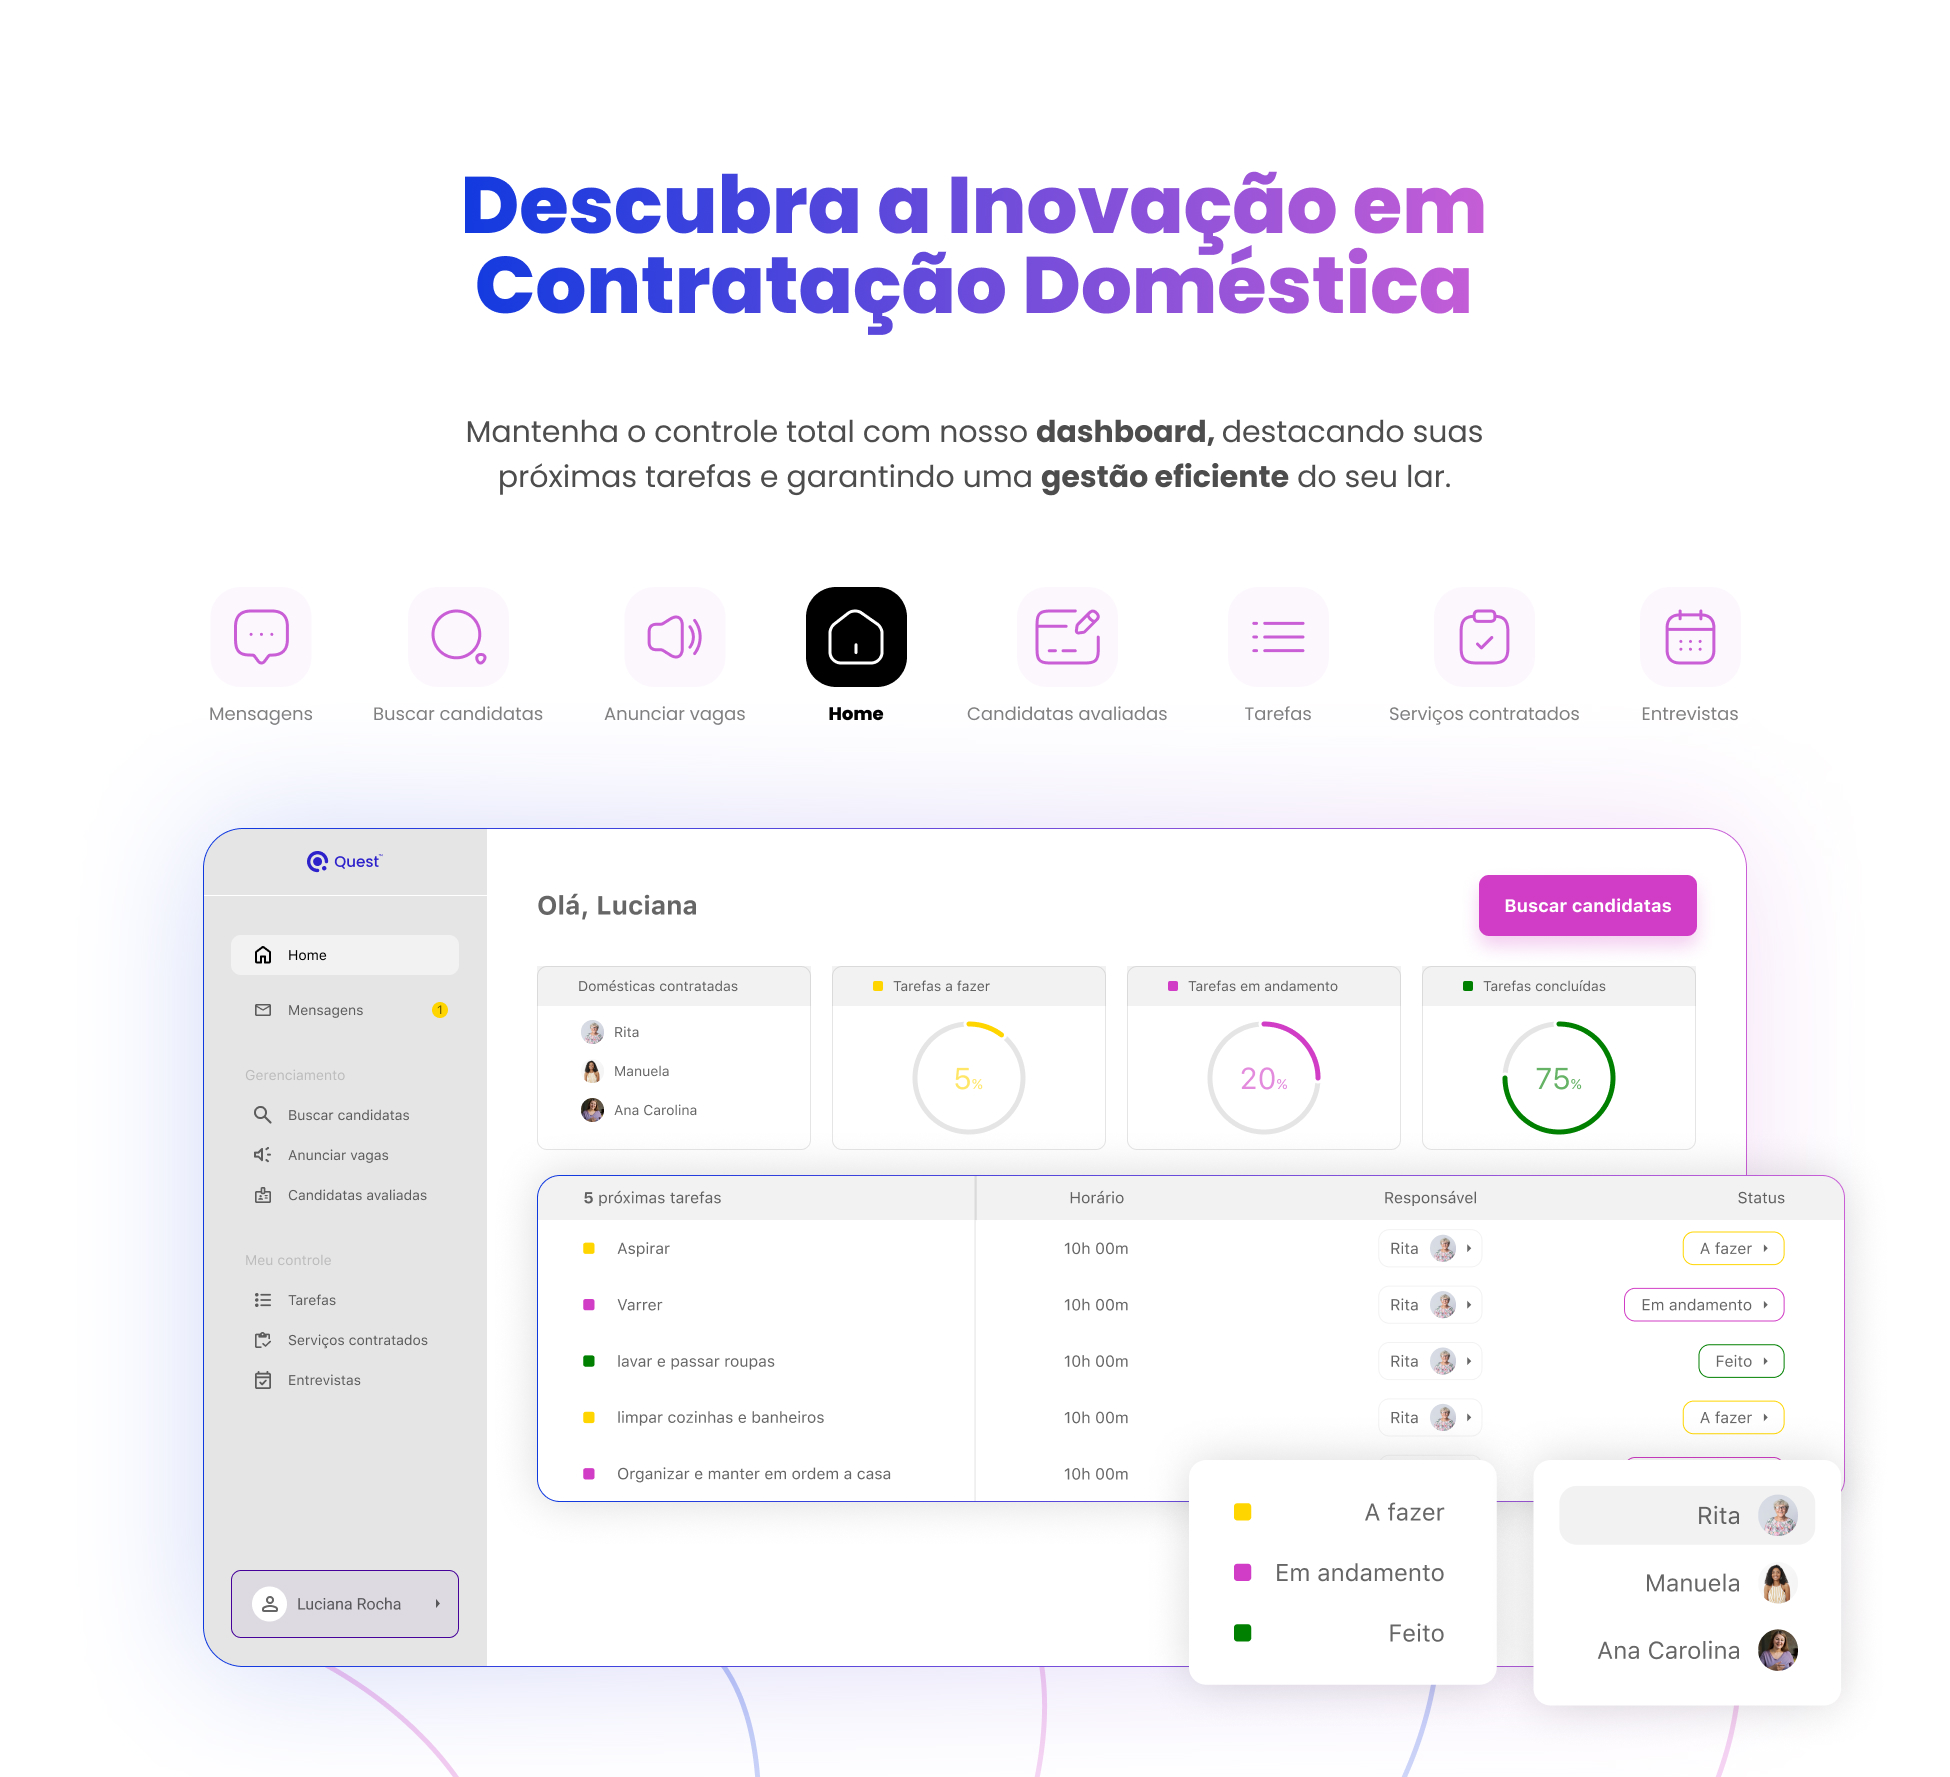 Descubra a Inovação em
Contratação Doméstica
Mantenha o controle total com nosso dashboard, destacando suas
próximas tarefas e garantindo uma gestão eficiente do seu lar.
Mensagens
Buscar candidatas
Anunciar vagas
Home
Candidatas avaliadas
Tarefas
Serviços contratados
Entrevistas
Quest™
Home
Mensagens 1
Gerenciamento
Buscar candidatas
Anunciar vagas
Candidatas avaliadas
Meu controle
Tarefas
Serviços contratados
Entrevistas
Luciana Rocha
Olá, Luciana
Buscar candidatas
Domésticas contratadas
Rita
Manuela
Ana Carolina
Tarefas a fazer
5%
Tarefas em andamento
20%
Tarefas concluídas
75%
5 próximas tarefas Horário Responsável Status
Aspirar 10h 00m Rita A fazer
Varrer 10h 00m Rita Em andamento
lavar e passar roupas 10h 00m Rita Feito
limpar cozinhas e banheiros 10h 00m Rita A fazer
Organizar e manter em ordem a casa 10h 00m
A fazer
Em andamento
Feito
Rita
Manuela
Ana Carolina